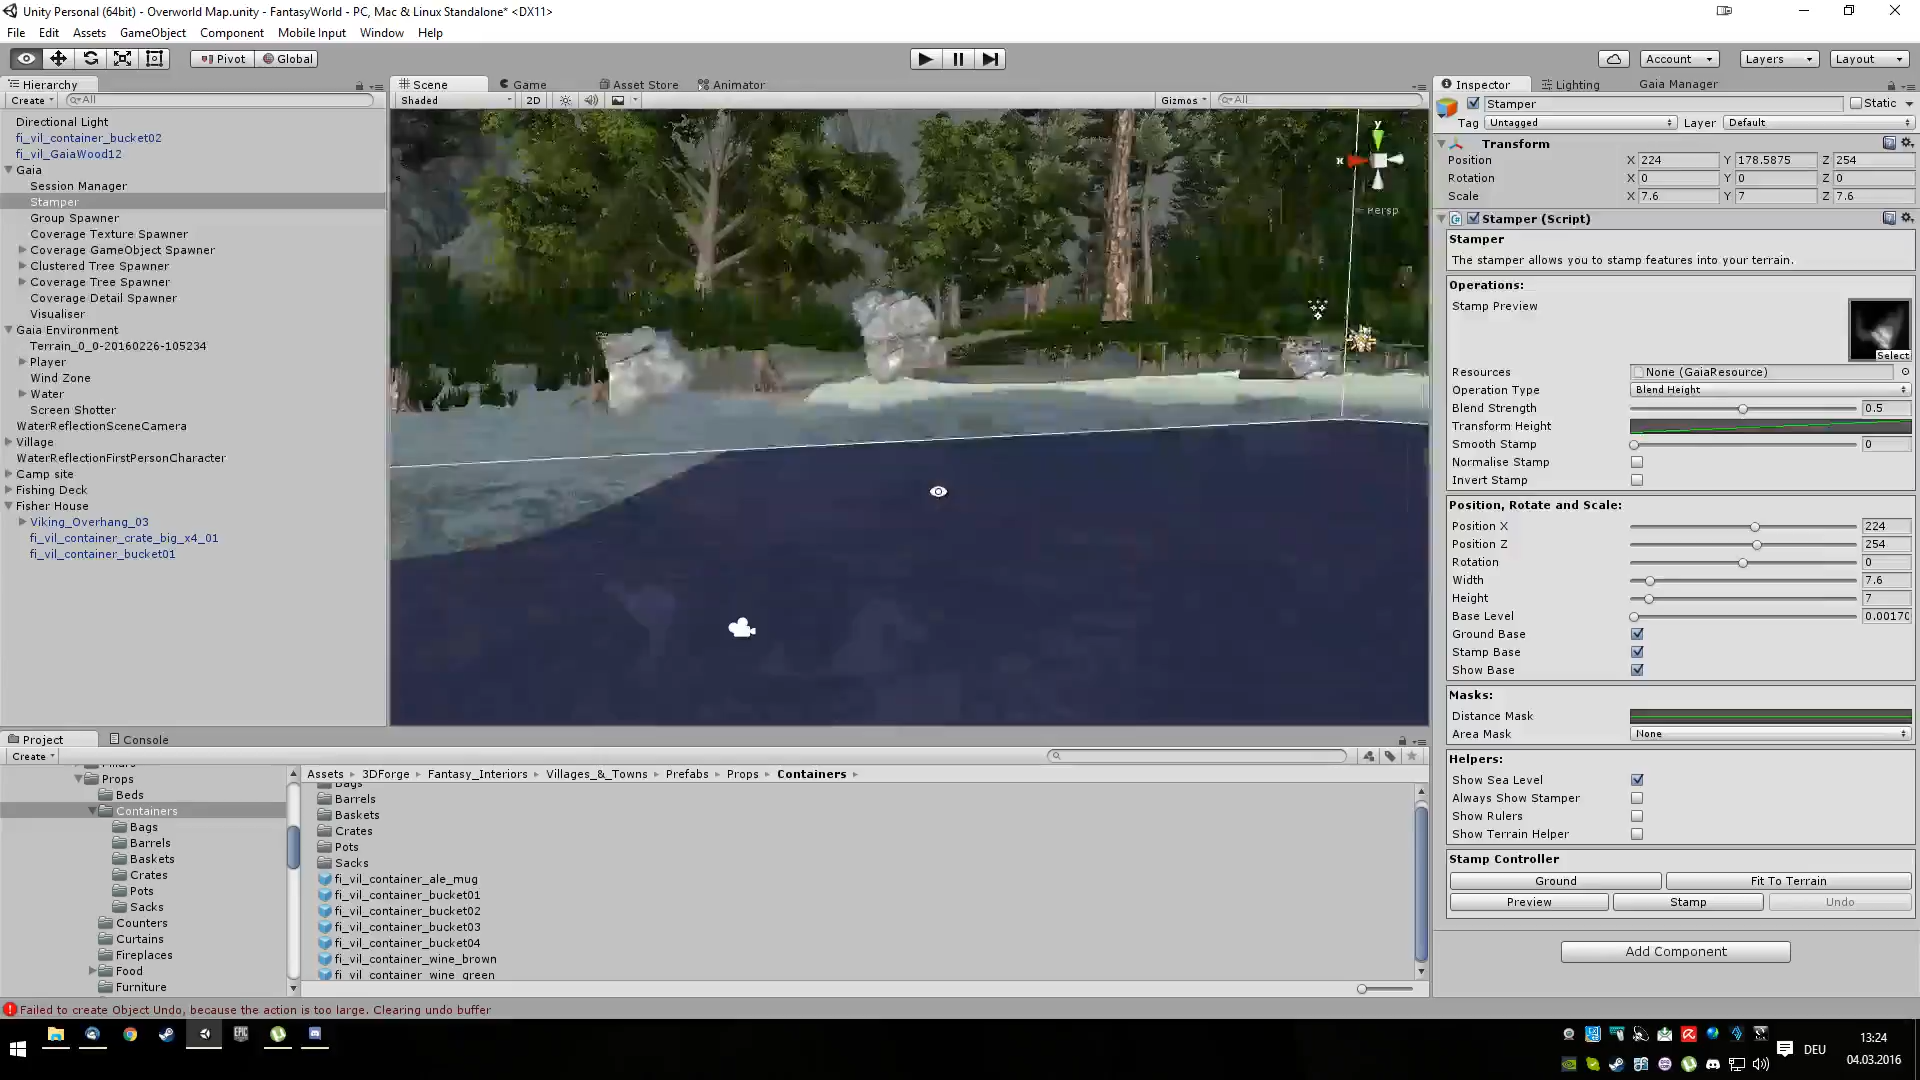 Unity Personal (64bit) - Overworld Map.unity - FantasyWorld - PC, Mac & Linux Standalone* <DX11>
File Edit Assets GameObject Component Mobile Input Window Help
Pivot Global Account Layers Layout
Hierarchy
Create All
Directional Light
fi_vil_container_bucket02
fi_vil_GaiaWood12
Gaia
Session Manager
Stamper
Group Spawner
Coverage Texture Spawner
Coverage GameObject Spawner
Clustered Tree Spawner
Coverage Tree Spawner
Coverage Detail Spawner
Visualiser
Gaia Environment
Terrain_0_0-20160226-105234
Player
Wind Zone
Water
Screen Shotter
WaterReflectionSceneCamera
Village
WaterReflectionFirstPersonCharacter
Camp site
Fishing Deck
Fisher House
Viking_Overhang_03
fi_vil_container_crate_big_x4_01
fi_vil_container_bucket01
Scene Game Asset Store Animator
Shaded 2D Gizmos All
y
x
Persp
Inspector Lighting Gaia Manager
Stamper Static
Tag Untagged Layer Default
Transform
Position X 224 Y 178.5875 Z 254
Rotation X 0 Y 0 Z 0
Scale X 7.6 Y 7 Z 7.6
Stamper (Script)
Stamper
The stamper allows you to stamp features into your terrain.
Operations:
Stamp Preview
Select
Resources None (GaiaResource)
Operation Type Blend Height
Blend Strength 0.5
Transform Height
Smooth Stamp 0
Normalise Stamp
Invert Stamp
Position, Rotate and Scale:
Position X 224
Position Z 254
Rotation 0
Width 7.6
Height 7
Base Level 0.0017
Ground Base
Stamp Base
Show Base
Masks:
Distance Mask
Area Mask None
Helpers:
Show Sea Level
Always Show Stamper
Show Rulers
Show Terrain Helper
Stamp Controller
Ground Fit To Terrain
Preview Stamp Undo
Add Component
Project Console
Create
Props
Beds
Containers
Bags
Barrels
Baskets
Crates
Pots
Sacks
Counters
Curtains
Fireplaces
Food
Furniture
Assets 3DForge Fantasy_Interiors Villages_&_Towns Prefabs Props Containers
Bags
Barrels
Baskets
Crates
Pots
Sacks
fi_vil_container_ale_mug
fi_vil_container_bucket01
fi_vil_container_bucket02
fi_vil_container_bucket03
fi_vil_container_bucket04
fi_vil_container_wine_brown
fi_vil_container_wine_green
Failed to create Object Undo, because the action is too large. Clearing undo buffer
EPIC
DEU
13:24
04.03.2016